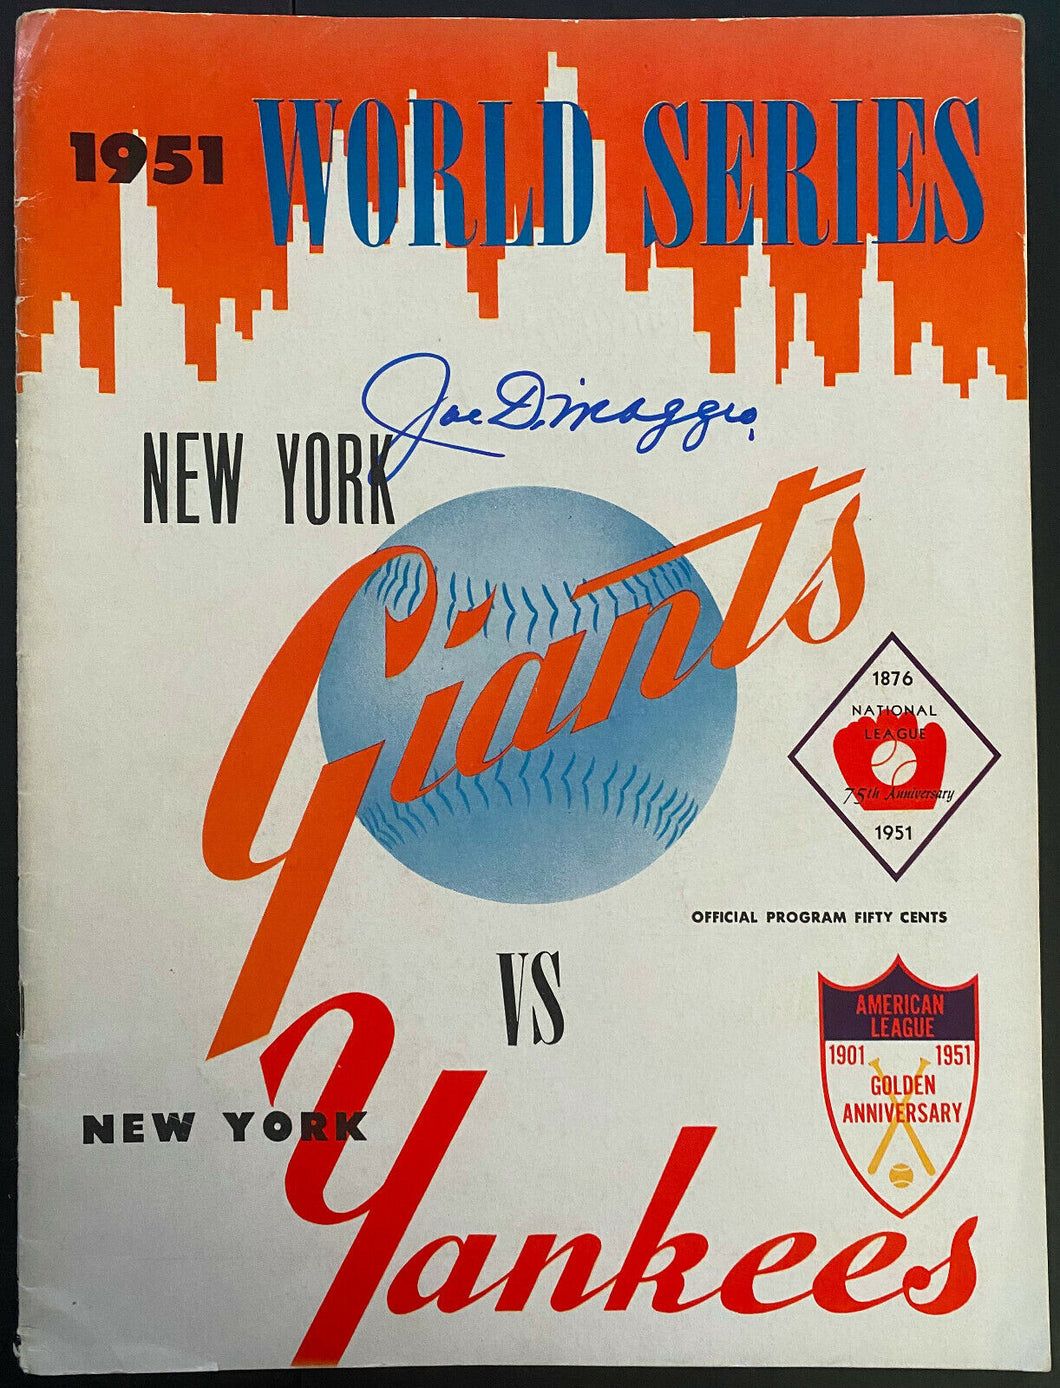 1951 WORLD SERIES
Joe DiMaggio
NEW YORK
Giants
1876
NATIONAL
LEAGUE
75th Anniversary
1951
OFFICIAL PROGRAM FIFTY CENTS
VS
AMERICAN
LEAGUE
1901 1951
GOLDEN
ANNIVERSARY
NEW YORK
Yankees